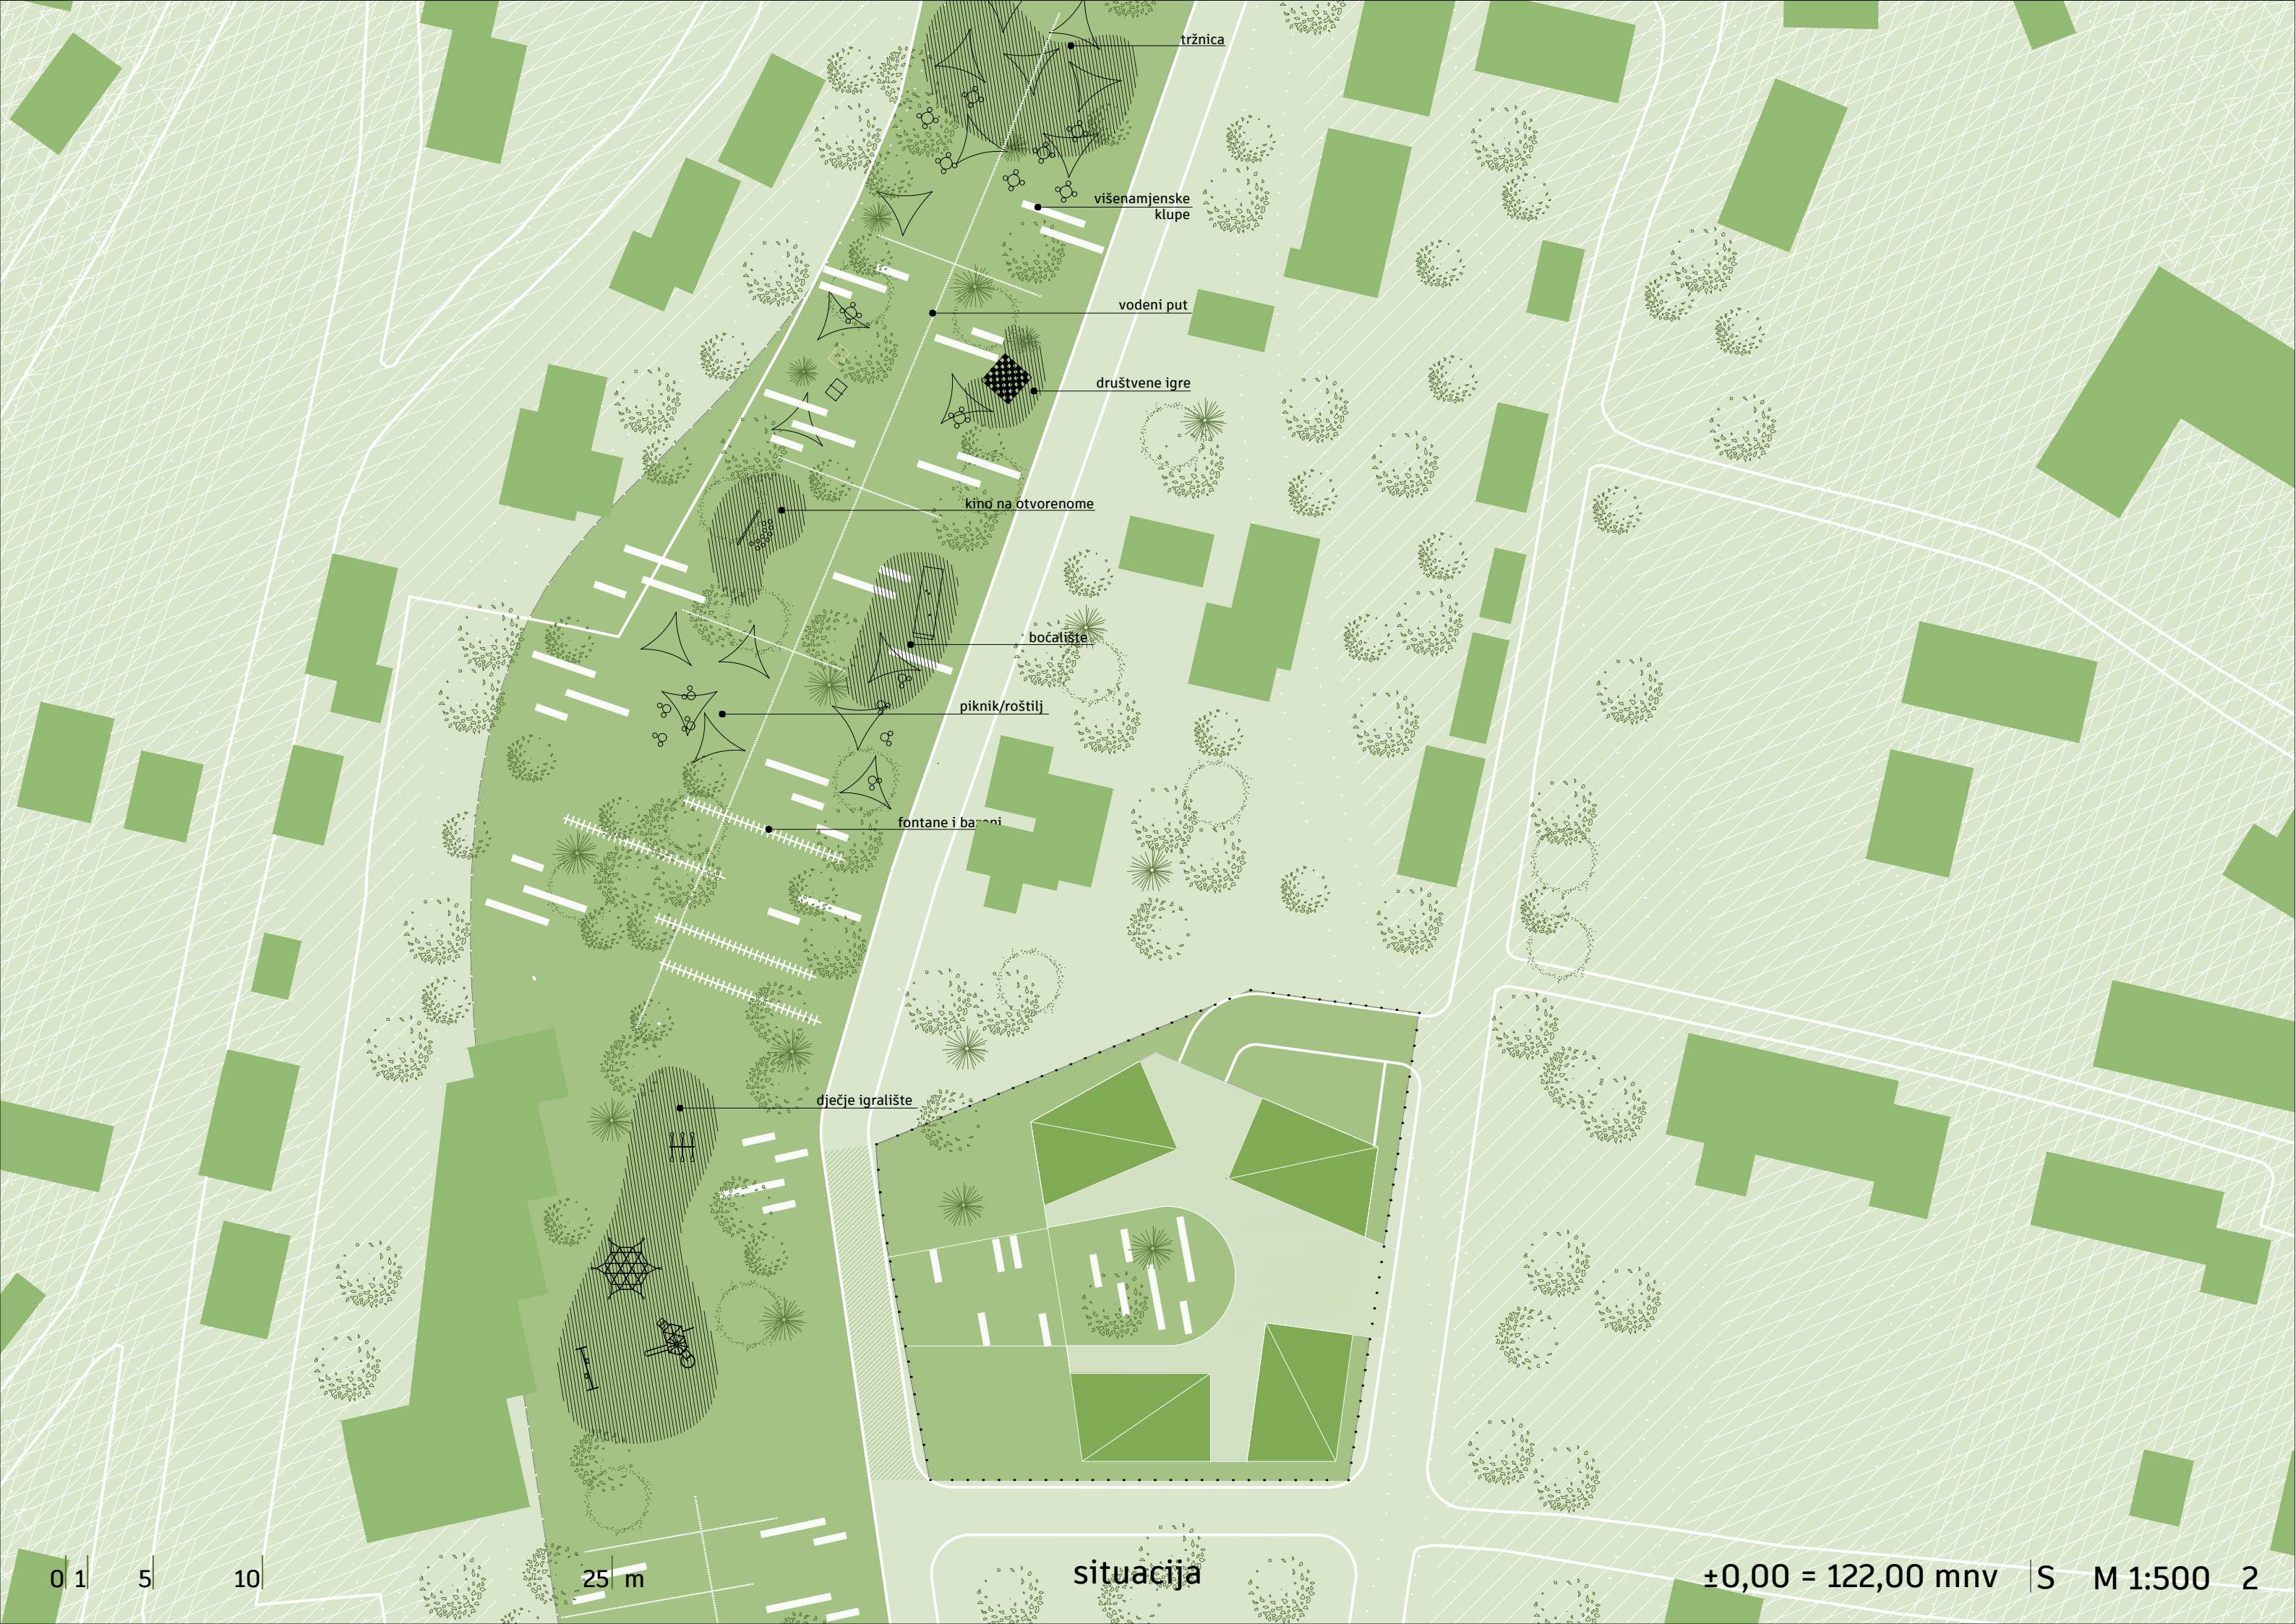 tržnica
višenamjenske
klupe
vodeni put
društvene igre
kino na otvorenome
boćalište
piknik/roštilj
fontane i bazeni
dječje igralište
0 1 5 10 25 m
situacija
±0,00 = 122,00 mnv S M 1:500 2